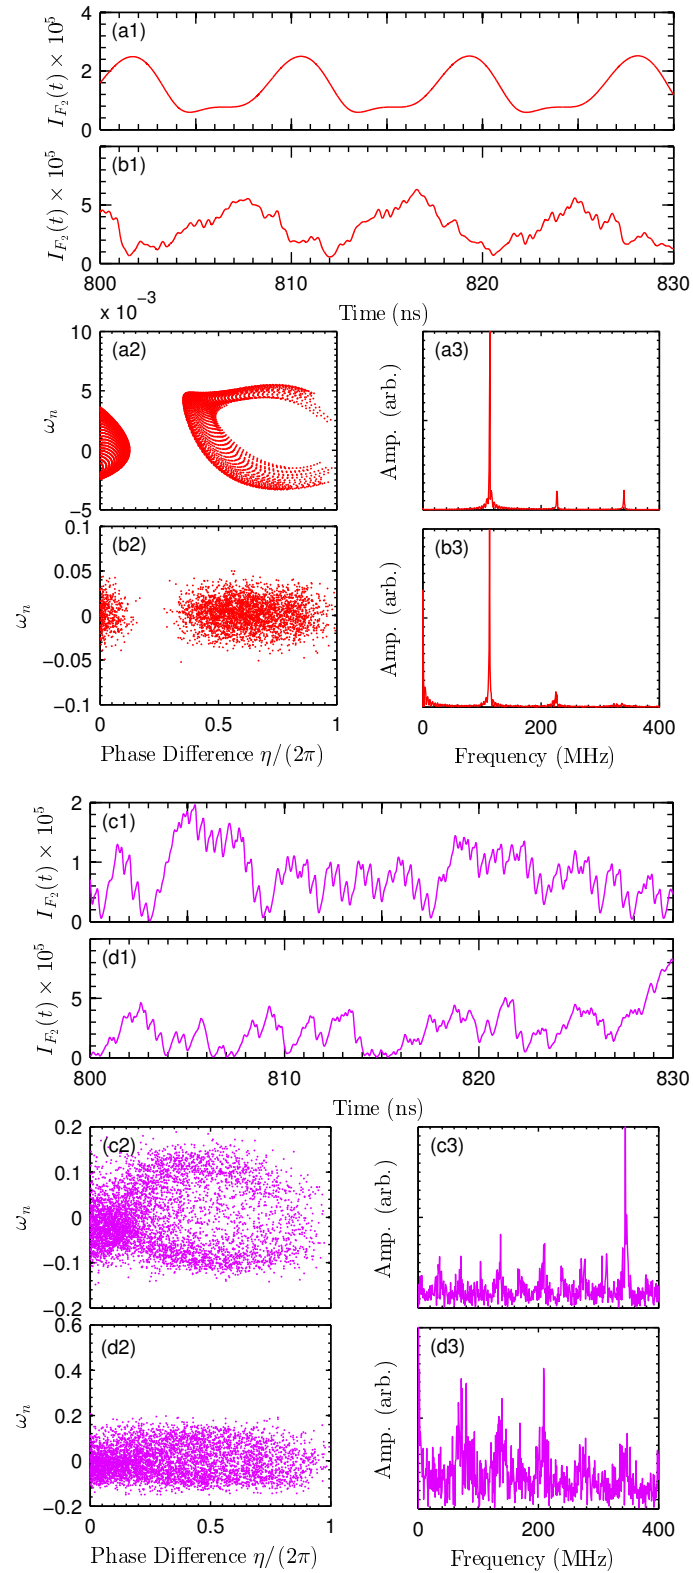 (a1)
I_{F_2}(t) × 10^5
4
2
0
(b1)
I_{F_2}(t) × 10^5
5
0
800 810 820 830
Time (ns)
x 10^{−3}
(a2)
ω_n
10
5
0
−5
(a3)
Amp. (arb.)
(b2)
ω_n
0.1
0.05
0
−0.05
−0.1
0 0.5 1
Phase Difference η/(2π)
(b3)
Amp. (arb.)
0 200 400
Frequency (MHz)
(c1)
I_{F_2}(t) × 10^5
2
1
0
(d1)
I_{F_2}(t) × 10^5
5
0
800 810 820 830
Time (ns)
(c2)
ω_n
0.2
0.1
0
−0.1
−0.2
(c3)
Amp. (arb.)
(d2)
ω_n
0.6
0.4
0.2
0
−0.2
0 0.5 1
Phase Difference η/(2π)
(d3)
Amp. (arb.)
0 200 400
Frequency (MHz)